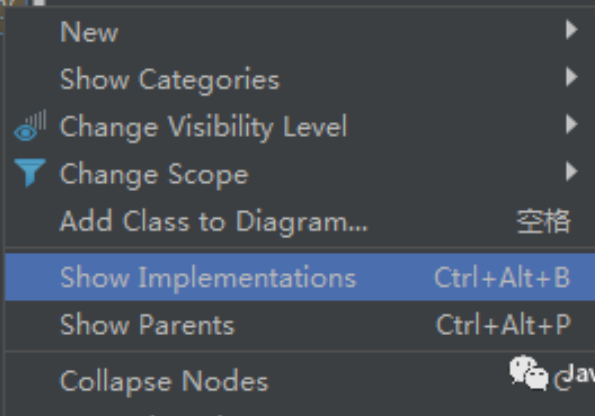 New
Show Categories
Change Visibility Level
Change Scope
Add Class to Diagram... 空格
Show Implementations Ctrl+Alt+B
Show Parents Ctrl+Alt+P
Collapse Nodes C
Jav